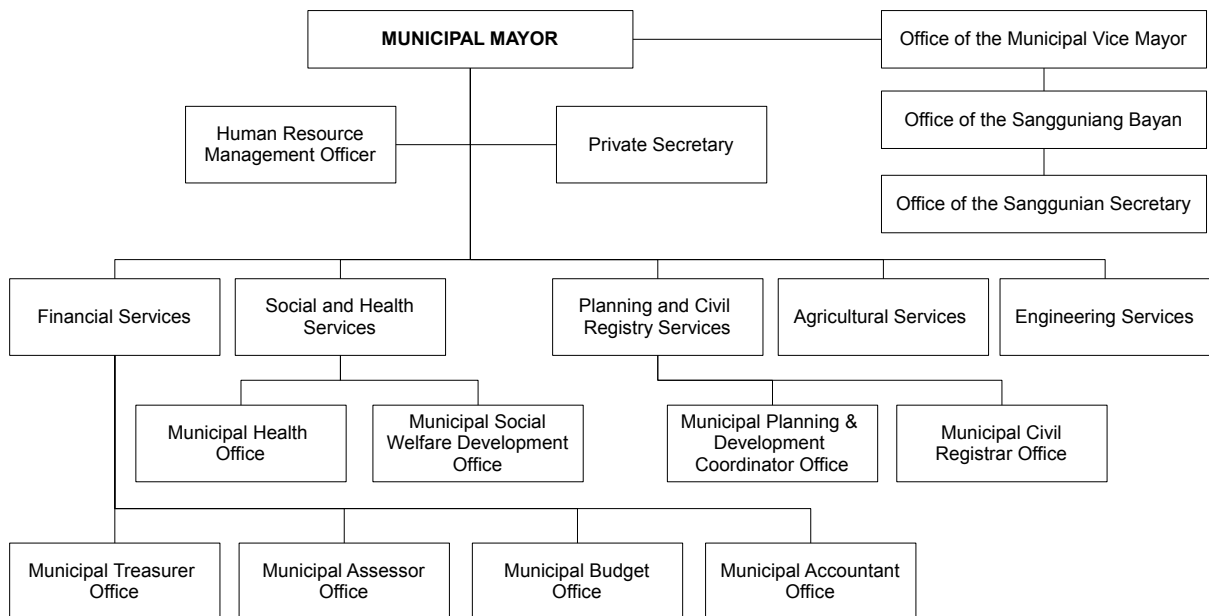 MUNICIPAL MAYOR
Office of the Municipal Vice Mayor
Human Resource
Management Officer
Private Secretary
Office of the Sangguniang Bayan
Office of the Sanggunian Secretary
Financial Services
Social and Health
Services
Planning and Civil
Registry Services
Agricultural Services
Engineering Services
Municipal Health
Office
Municipal Social
Welfare Development
Office
Municipal Planning &
Development
Coordinator Office
Municipal Civil
Registrar Office
Municipal Treasurer
Office
Municipal Assessor
Office
Municipal Budget
Office
Municipal Accountant
Office